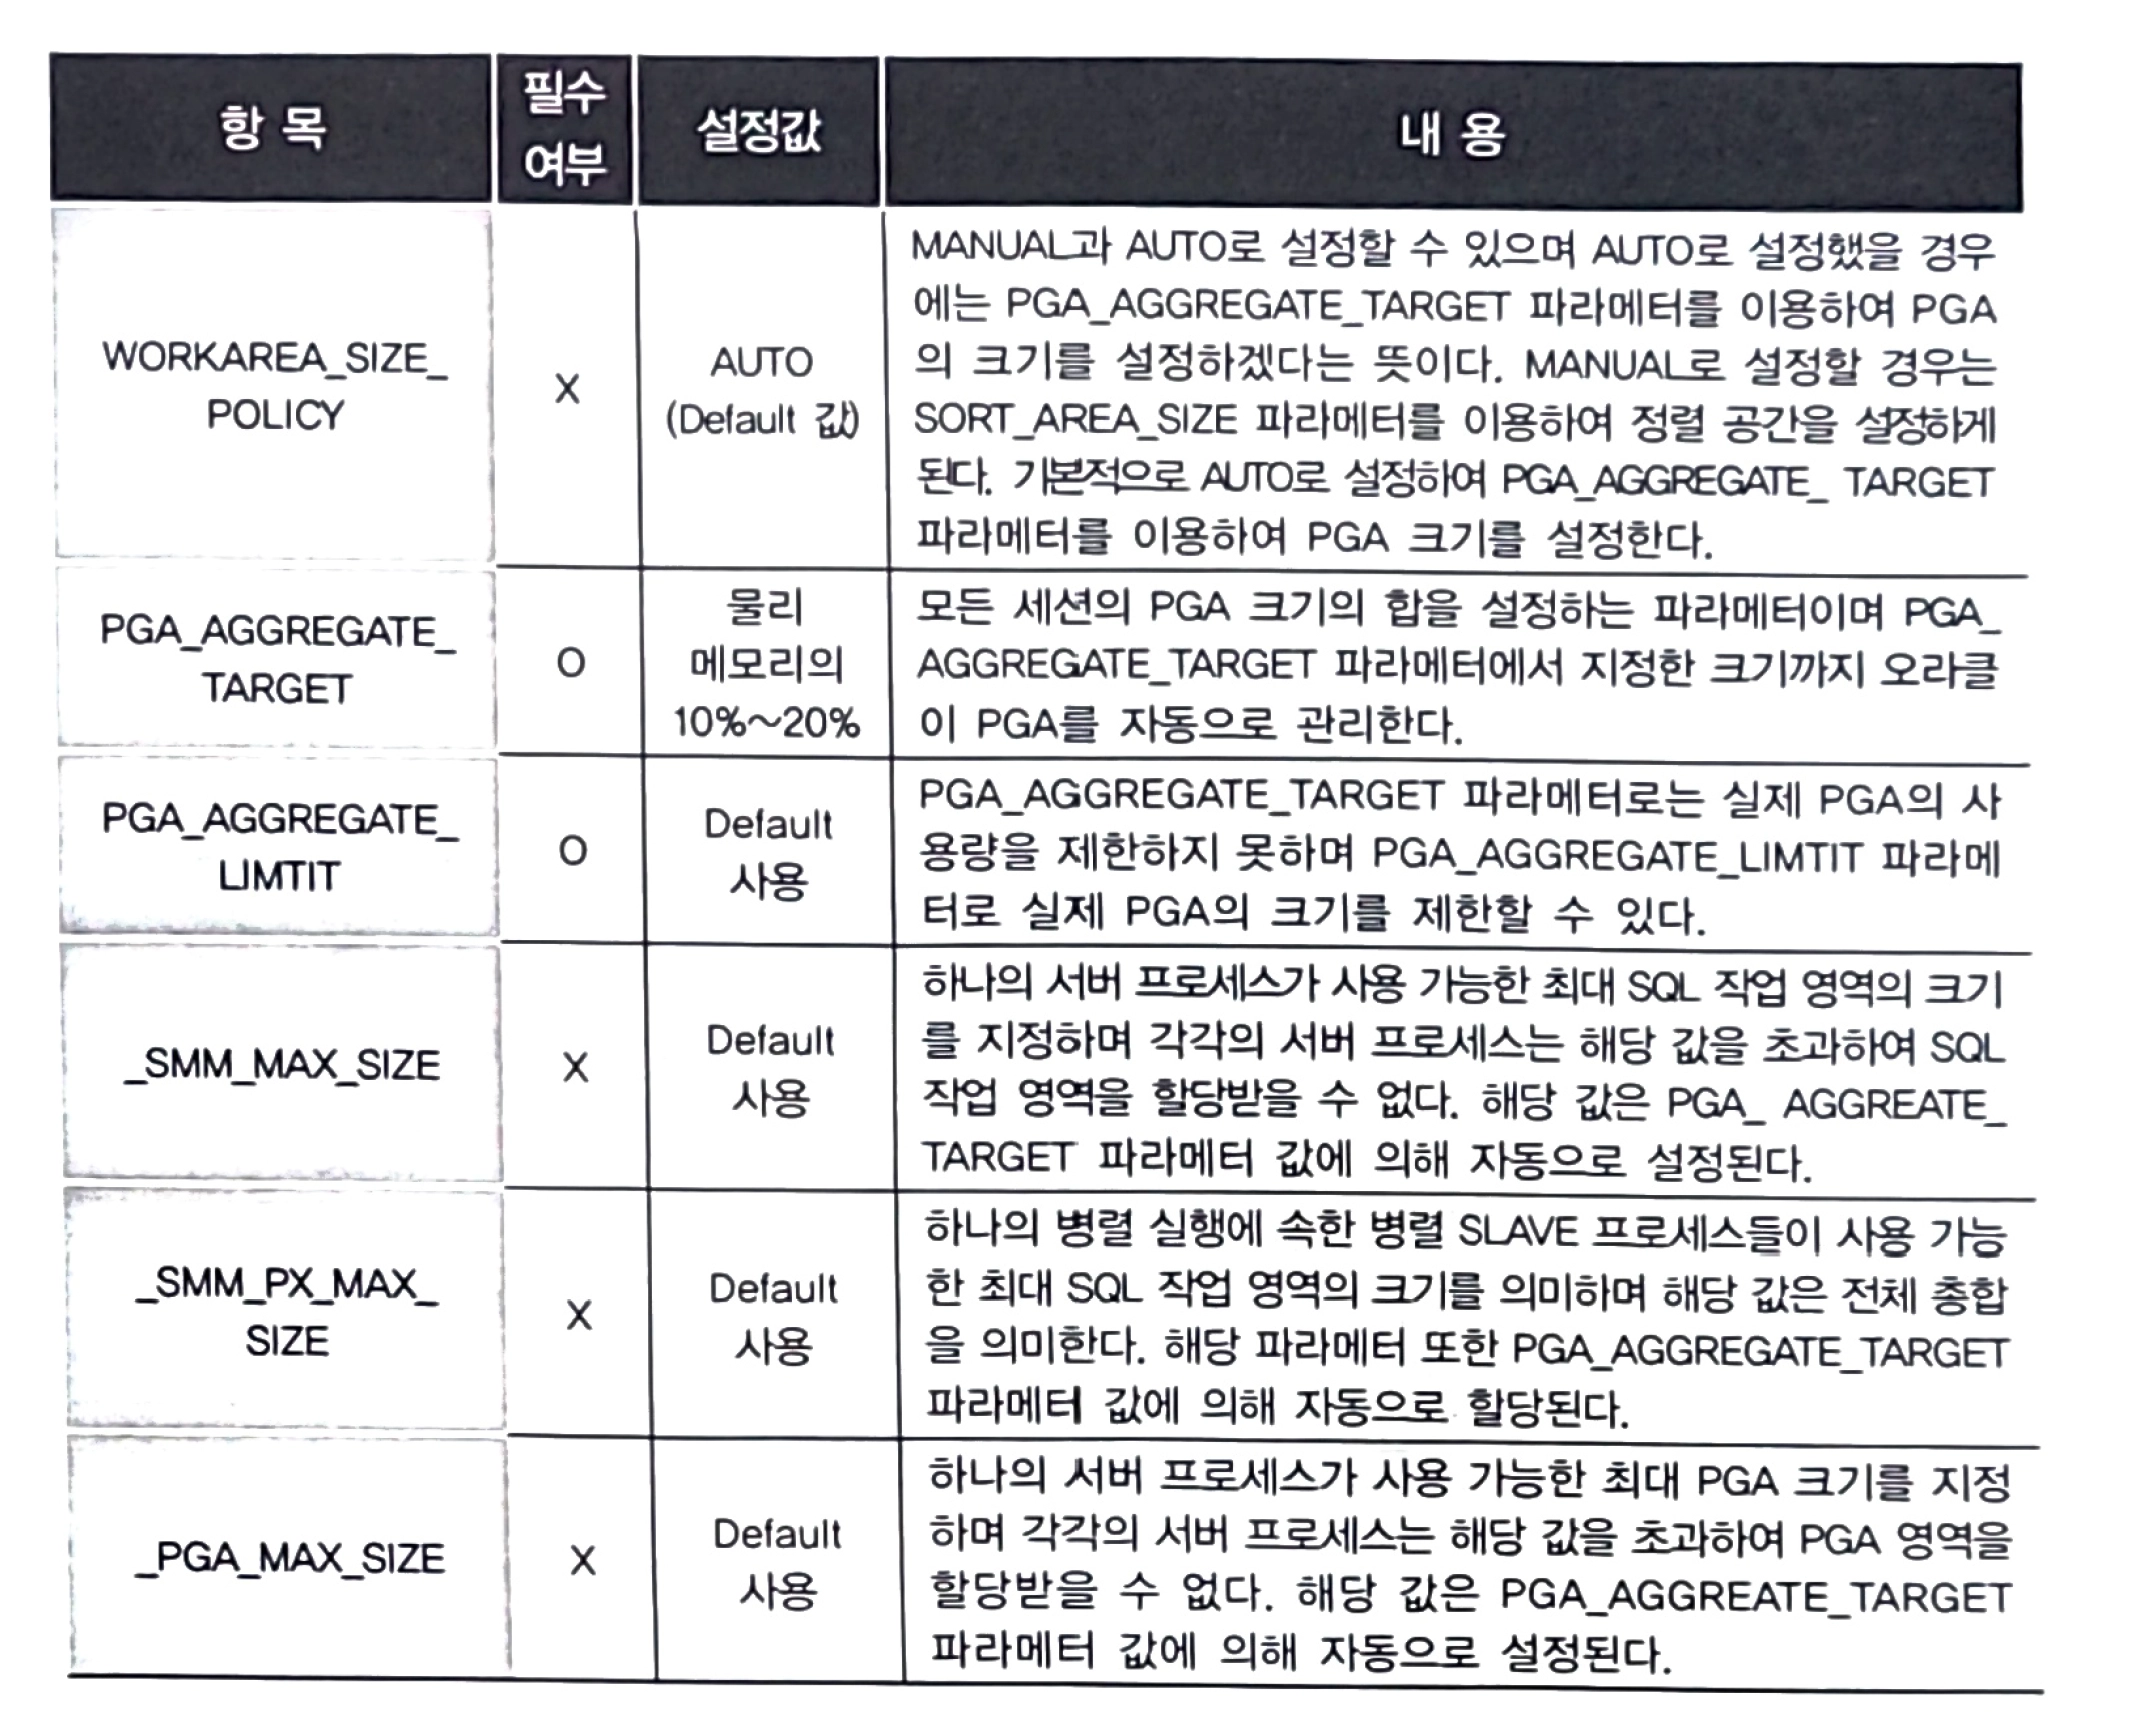 항 목
필수
여부
설정값
내 용
WORKAREA_SIZE_
POLICY
X
AUTO
(Default 값)
MANUAL과 AUTO로 설정할 수 있으며 AUTO로 설정했을 경우
에는 PGA_AGGREGATE_TARGET 파라메터를 이용하여 PGA
의 크기를 설정하겠다는 뜻이다. MANUAL로 설정할 경우는
SORT_AREA_SIZE 파라메터를 이용하여 정렬 공간을 설정하게
된다. 기본적으로 AUTO로 설정하여 PGA_AGGREGATE_ TARGET
파라메터를 이용하여 PGA 크기를 설정한다.
PGA_AGGREGATE_
TARGET
O
물리
메모리의
10%~20%
모든 세션의 PGA 크기의 합을 설정하는 파라메터이며 PGA_
AGGREGATE_TARGET 파라메터에서 지정한 크기까지 오라클
이 PGA를 자동으로 관리한다.
PGA_AGGREGATE_
LIMTIT
O
Default
사용
PGA_AGGREGATE_TARGET 파라메터로는 실제 PGA의 사
용량을 제한하지 못하며 PGA_AGGREGATE_LIMTIT 파라메
터로 실제 PGA의 크기를 제한할 수 있다.
_SMM_MAX_SIZE
X
Default
사용
하나의 서버 프로세스가 사용 가능한 최대 SQL 작업 영역의 크기
를 지정하며 각각의 서버 프로세스는 해당 값을 초과하여 SQL
작업 영역을 할당받을 수 없다. 해당 값은 PGA_ AGGREATE_
TARGET 파라메터 값에 의해 자동으로 설정된다.
_SMM_PX_MAX_
SIZE
X
Default
사용
하나의 병렬 실행에 속한 병렬 SLAVE 프로세스들이 사용 가능
한 최대 SQL 작업 영역의 크기를 의미하며 해당 값은 전체 총합
을 의미한다. 해당 파라메터 또한 PGA_AGGREGATE_TARGET
파라메터 값에 의해 자동으로 할당된다.
_PGA_MAX_SIZE
X
Default
사용
하나의 서버 프로세스가 사용 가능한 최대 PGA 크기를 지정
하며 각각의 서버 프로세스는 해당 값을 초과하여 PGA 영역을
할당받을 수 없다. 해당 값은 PGA_AGGREATE_TARGET
파라메터 값에 의해 자동으로 설정된다.